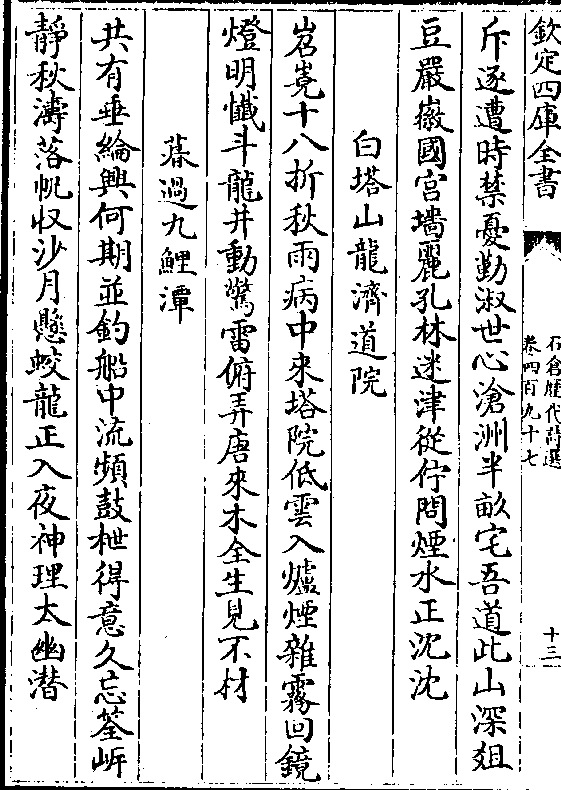 欽定四庫全書
石倉歷代詩選
卷四百九十七
十三
斥逐遭時禁憂勤淑世心滄洲半畝宅吾道此山深俎
豆嚴徽國宮墻麗孔林迷津從佇問煙水正沈沈
白塔山龍濟道院
岧嶤十八折秋雨病中來塔院低雲入爐煙雜霧回鏡
燈明懺斗龍井動驚雷俯弄唐來木全生見不材
暮過九鯉潭
共有垂綸興何期並釣船中流頻鼓枻得意久忘筌㟁
靜秋濤落帆收沙月懸蛟龍正入夜神理太幽潜